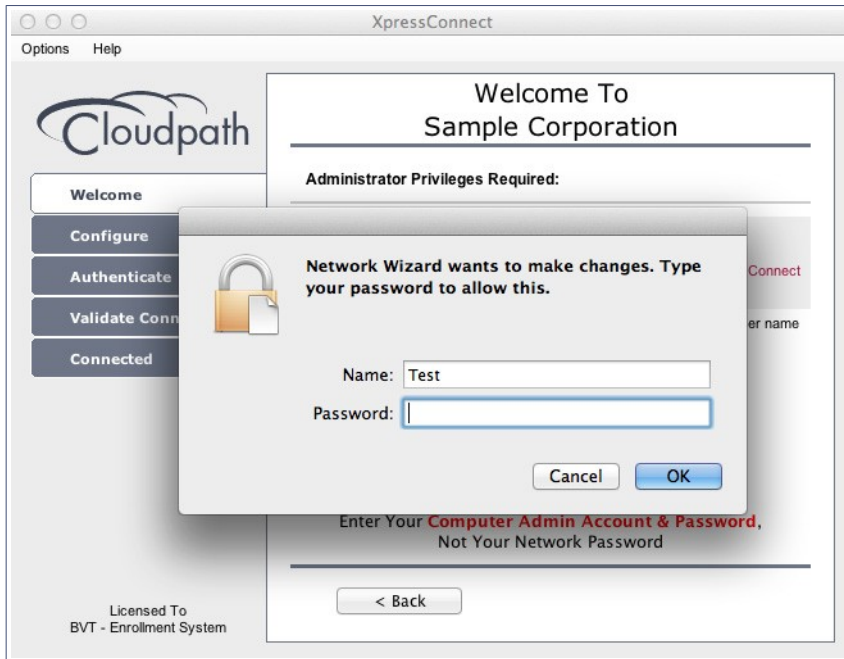 XpressConnect
Options Help
Cloudpath
Welcome To
Sample Corporation
Welcome
Configure
Authenticate
Validate Conn
Connected
Administrator Privileges Required:
Connect
er name
Network Wizard wants to make changes. Type
your password to allow this.
Name: Test
Password:
Cancel OK
Enter Your Computer Admin Account & Password,
Not Your Network Password
< Back
Licensed To
BVT - Enrollment System